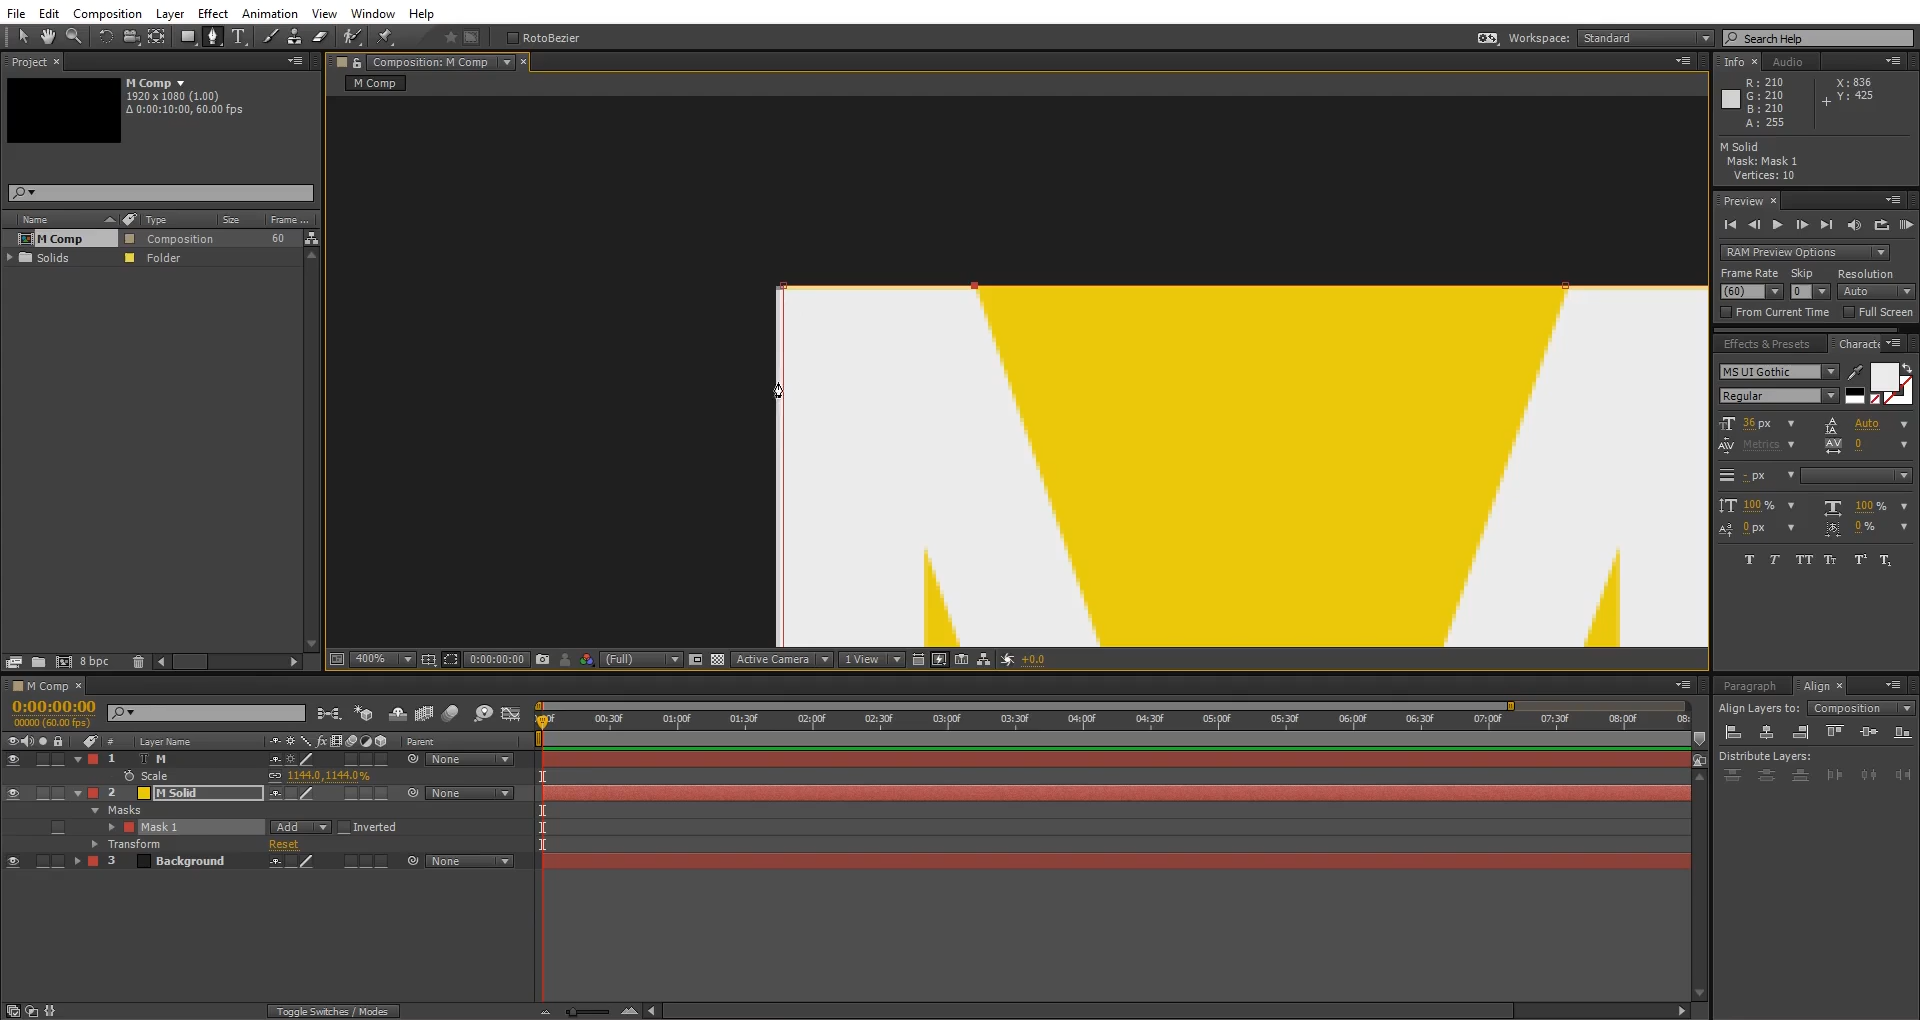 File Edit Composition Layer Effect Animation View Window Help
RotoBezier
Workspace: Standard
Search Help
Project
M Comp
1920 x 1080 (1.00)
Δ 0:00:10:00, 60.00 fps
Name Type Size Frame ...
M Comp Composition 60
Solids Folder
8 bpc
Composition: M Comp
M Comp
400% 0:00:00:00 (Full) Active Camera 1 View +0.0
Info Audio
R: 210 X: 836
G: 210 Y: 425
B: 210
A: 255
M Solid
Mask: Mask 1
Vertices: 10
Preview
RAM Preview Options
Frame Rate Skip Resolution
(60) 0 Auto
From Current Time Full Screen
Effects & Presets Characte
MS UI Gothic
Regular
36 px Auto
Metrics 0
- px
100 % 100 %
0 px 0 %
T T TT Tt T¹ T₁
M Comp
0:00:00:00
00000 (60.00 fps)
00f 00:30f 01:00f 01:30f 02:00f 02:30f 03:00f 03:30f 04:00f 04:30f 05:00f 05:30f 06:00f 06:30f 07:00f 07:30f 08:00f 08:
# Layer Name fx Parent
1 T M None
Scale 1144.0,1144.0%
2 M Solid None
Masks
Mask 1 Add Inverted
Transform Reset
3 Background None
Toggle Switches / Modes
Paragraph Align
Align Layers to: Composition
Distribute Layers: